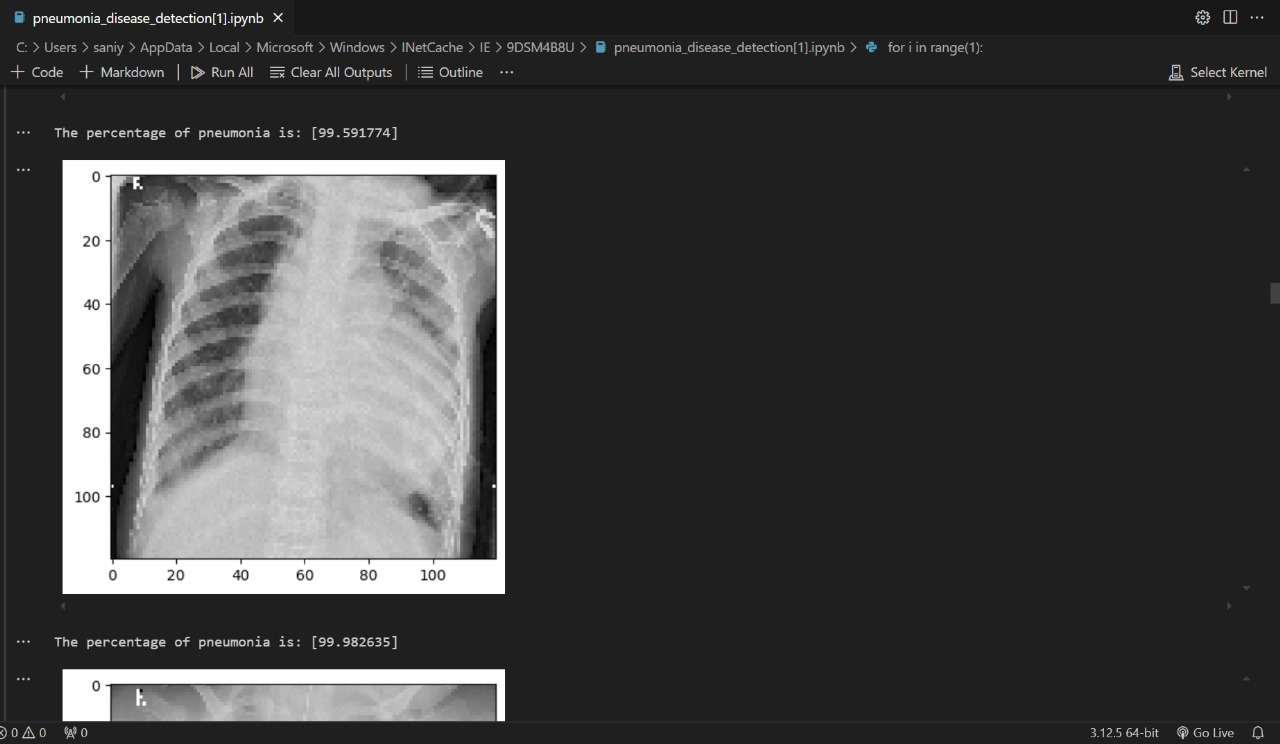 pneumonia_disease_detection[1].ipynb
C: > Users > saniy > AppData > Local > Microsoft > Windows > INetCache > IE > 9DSM4B8U > pneumonia_disease_detection[1].ipynb > for i in range(1):
+ Code + Markdown Run All Clear All Outputs Outline ... Select Kernel
The percentage of pneumonia is: [99.591774]
0
20
40
60
80
100
0 20 40 60 80 100
The percentage of pneumonia is: [99.982635]
0
0 0 0 3.12.5 64-bit Go Live